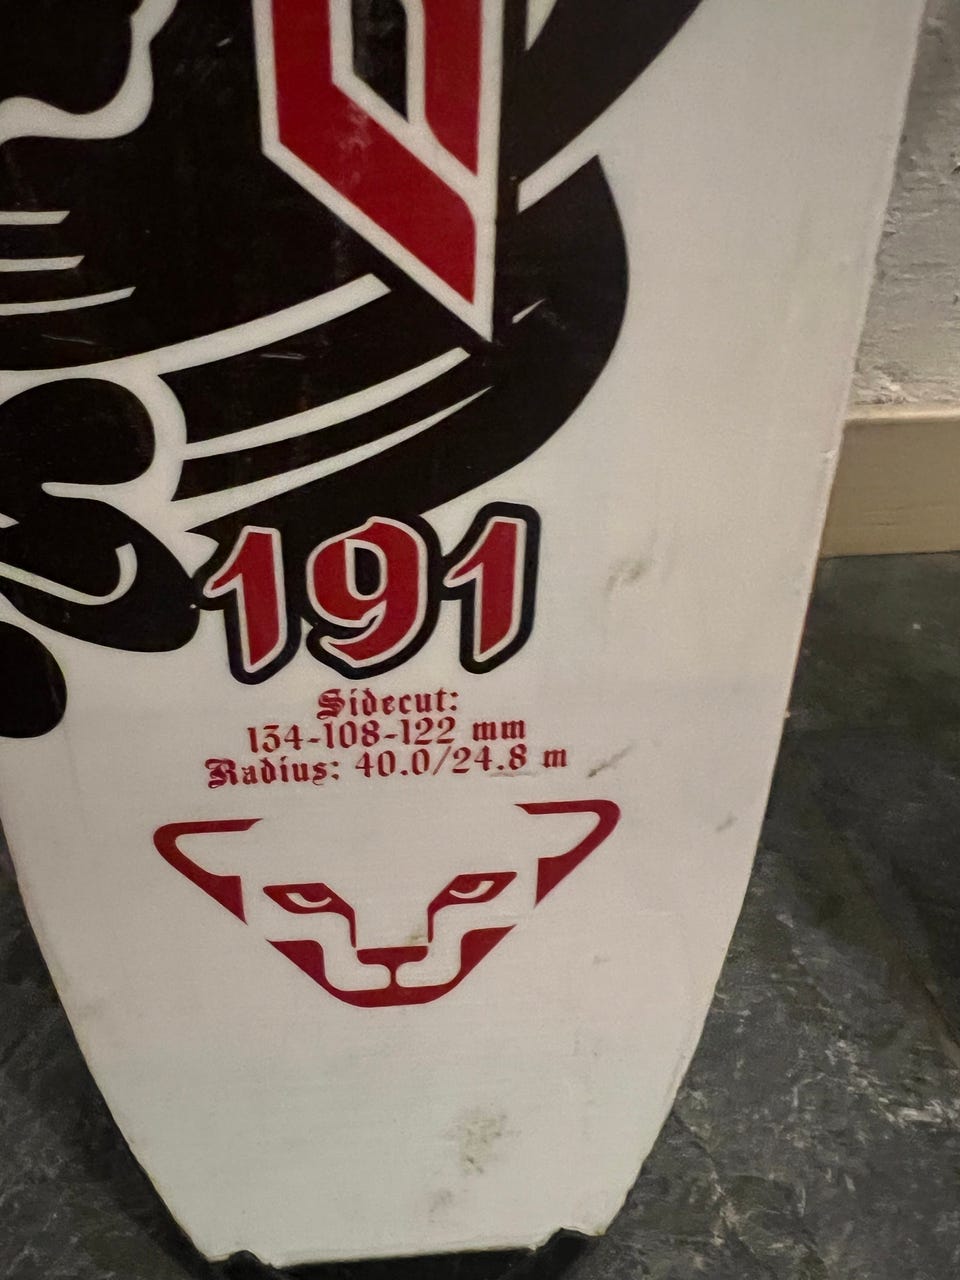 191
Sidecut:
134-108-122 mm
Radius: 40.0/24.8 m